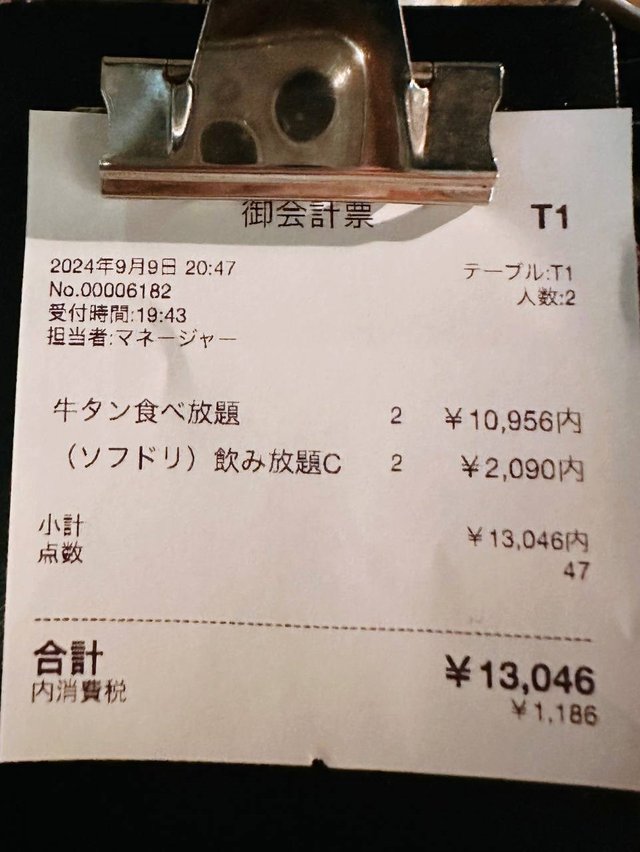 御会計票 T1
2024年9月9日 20:47 テーブル:T1
No.00006182 人数:2
受付時間:19:43
担当者:マネージャー
牛タン食べ放題 2 ￥10,956内
（ソフドリ）飲み放題C 2 ￥2,090内
小計 ￥13,046内
点数 47
合計 ￥13,046
内消費税 ￥1,186